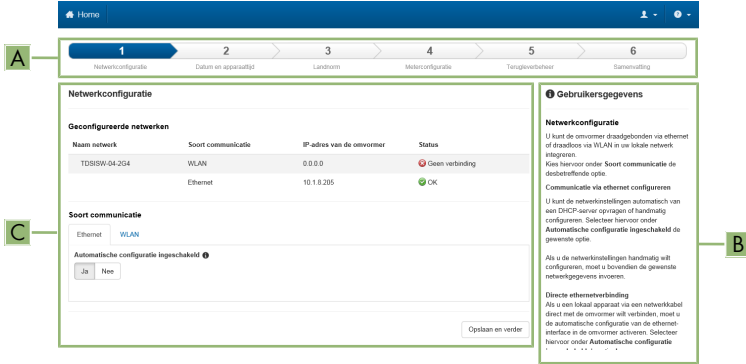 Home
1 2 3 4 5 6
Netwerkconfiguratie Datum en apparaattijd Landnorm Meterconfiguratie Terugleverbeheer Samenvatting
A
Netwerkconfiguratie
Geconfigureerde netwerken
Naam netwerk Soort communicatie IP-adres van de omvormer Status
TDSISW-04-2G4 WLAN 0.0.0.0 Geen verbinding
Ethernet 10.1.8.205 OK
Soort communicatie
Ethernet WLAN
Automatische configuratie ingeschakeld
Ja Nee
Opslaan en verder
C
Gebruikersgegevens
Netwerkconfiguratie
U kunt de omvormer draadgebonden via ethernet
of draadloos via WLAN in uw lokale netwerk
integreren.
Kies hiervoor onder Soort communicatie de
desbetreffende optie.
Communicatie via ethernet configureren
U kunt de netwerkinstellingen automatisch van
een DHCP-server opvragen of handmatig
configureren. Selecteer hiervoor onder
Automatische configuratie ingeschakeld de
gewenste optie.
Als u de netwerkinstellingen handmatig wilt
configureren, moet u bovendien de gewenste
netwerkgegevens invoeren.
Directe ethernetverbinding
Als u een lokaal apparaat via een netwerkkabel
direct met de omvormer wilt verbinden, moet u
de automatische configuratie van de ethernet-
interface in de omvormer activeren. Selecteer
hiervoor onder Automatische configuratie
B